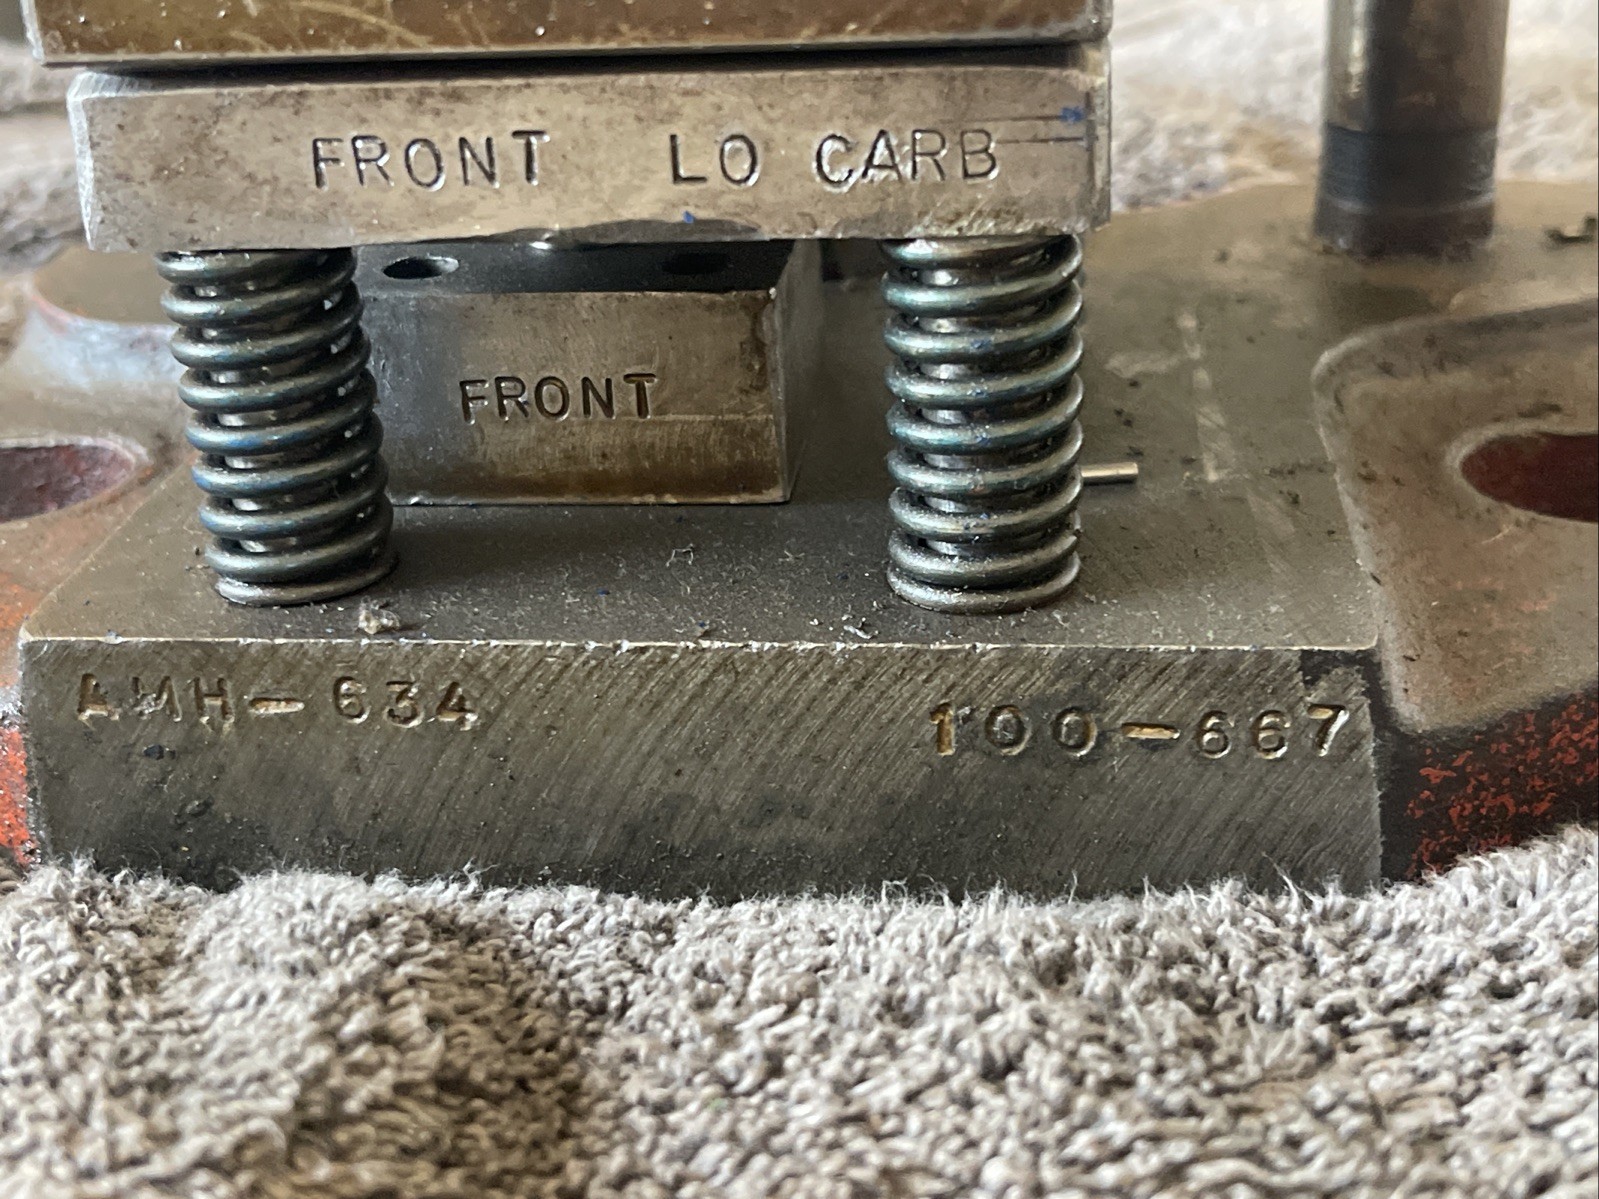 FRONT LO CARB
FRONT
AMH-634 100-667